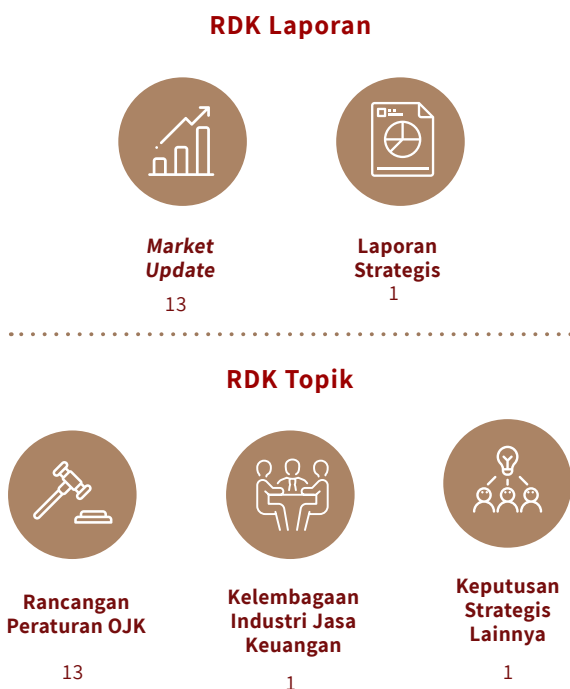 RDK Laporan
Market
Update
13
Laporan
Strategis
1
RDK Topik
Rancangan
Peraturan OJK
13
Kelembagaan
Industri Jasa
Keuangan
1
Keputusan
Strategis
Lainnya
1